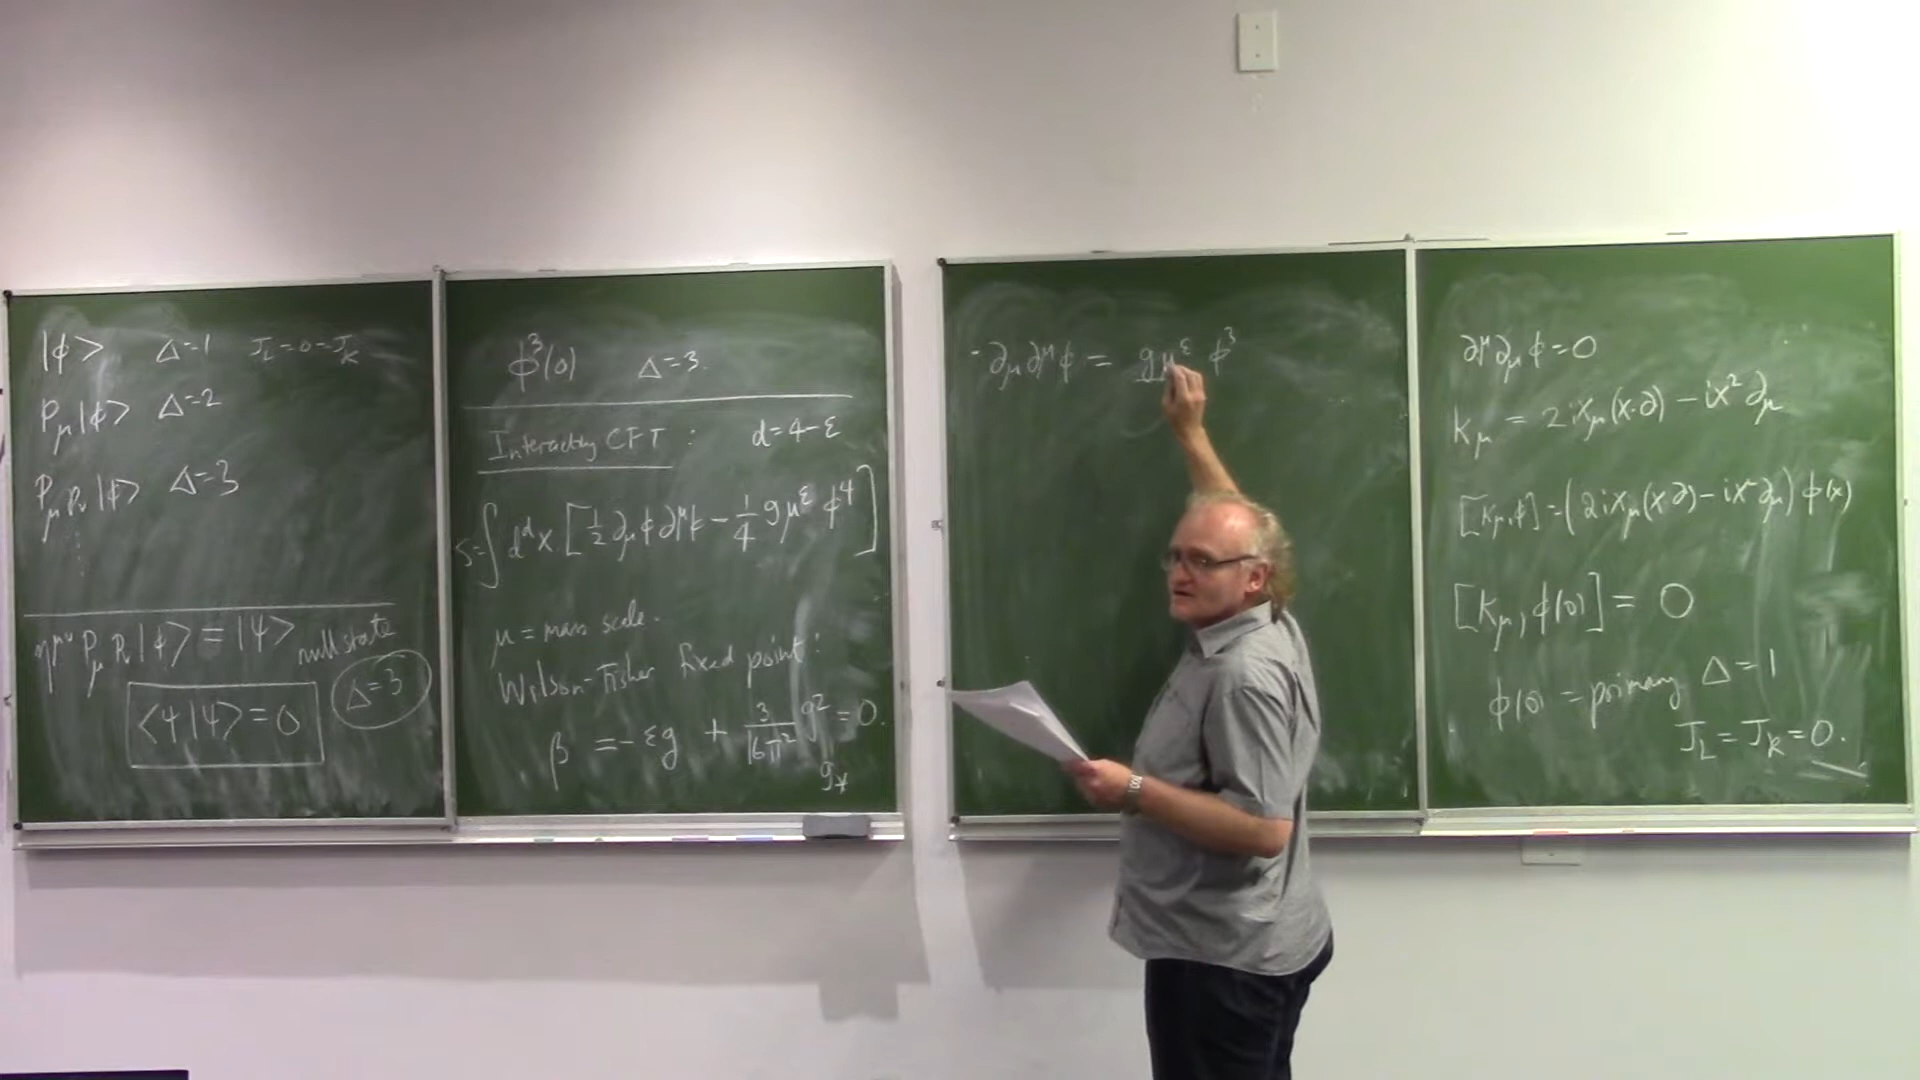 |ϕ> Δ=1 J_L=0=J_R
P_μ|ϕ> Δ=2
P_μ P_ν |ϕ> Δ=3
η^{μν} P_μ P_ν |ϕ> = |ψ> null state
<ψ|ψ> = 0 Δ=3
ϕ^3(0) Δ=3.
Interacting CFT : d=4-ε
S=∫d^d x [½ ∂_μ ϕ ∂^μ ϕ - ¼ g μ^ε ϕ^4]
μ = mass scale.
Wilson-Fisher fixed point :
β = -εg + 3/16π^2 g^2 = 0.
g_*
-∂_μ ∂^μ ϕ = g μ^ε ϕ^3
∂^μ ∂_μ ϕ = 0
K_μ = 2ix_μ(x·∂) - ix^2 ∂_μ
[K_μ, ϕ] = (2ix_μ(x∂) - ix^2 ∂_μ) ϕ(x)
[K_μ, ϕ(0)] = 0
ϕ(0) = primary Δ=1
J_L = J_R = 0.